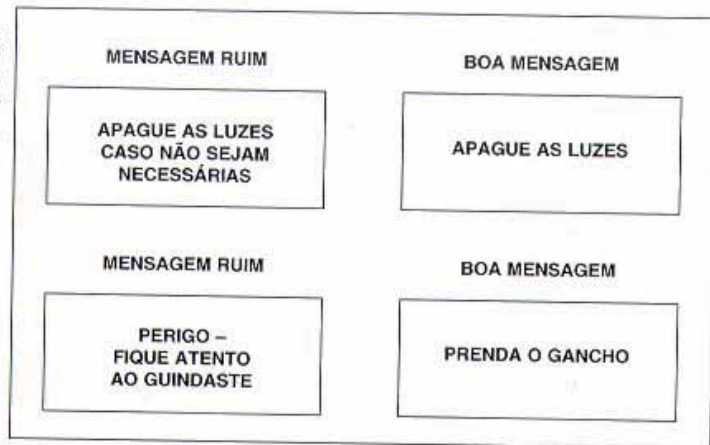 MENSAGEM RUIM
APAGUE AS LUZES
CASO NÃO SEJAM
NECESSÁRIAS
BOA MENSAGEM
APAGUE AS LUZES
MENSAGEM RUIM
PERIGO –
FIQUE ATENTO
AO GUINDASTE
BOA MENSAGEM
PRENDA O GANCHO